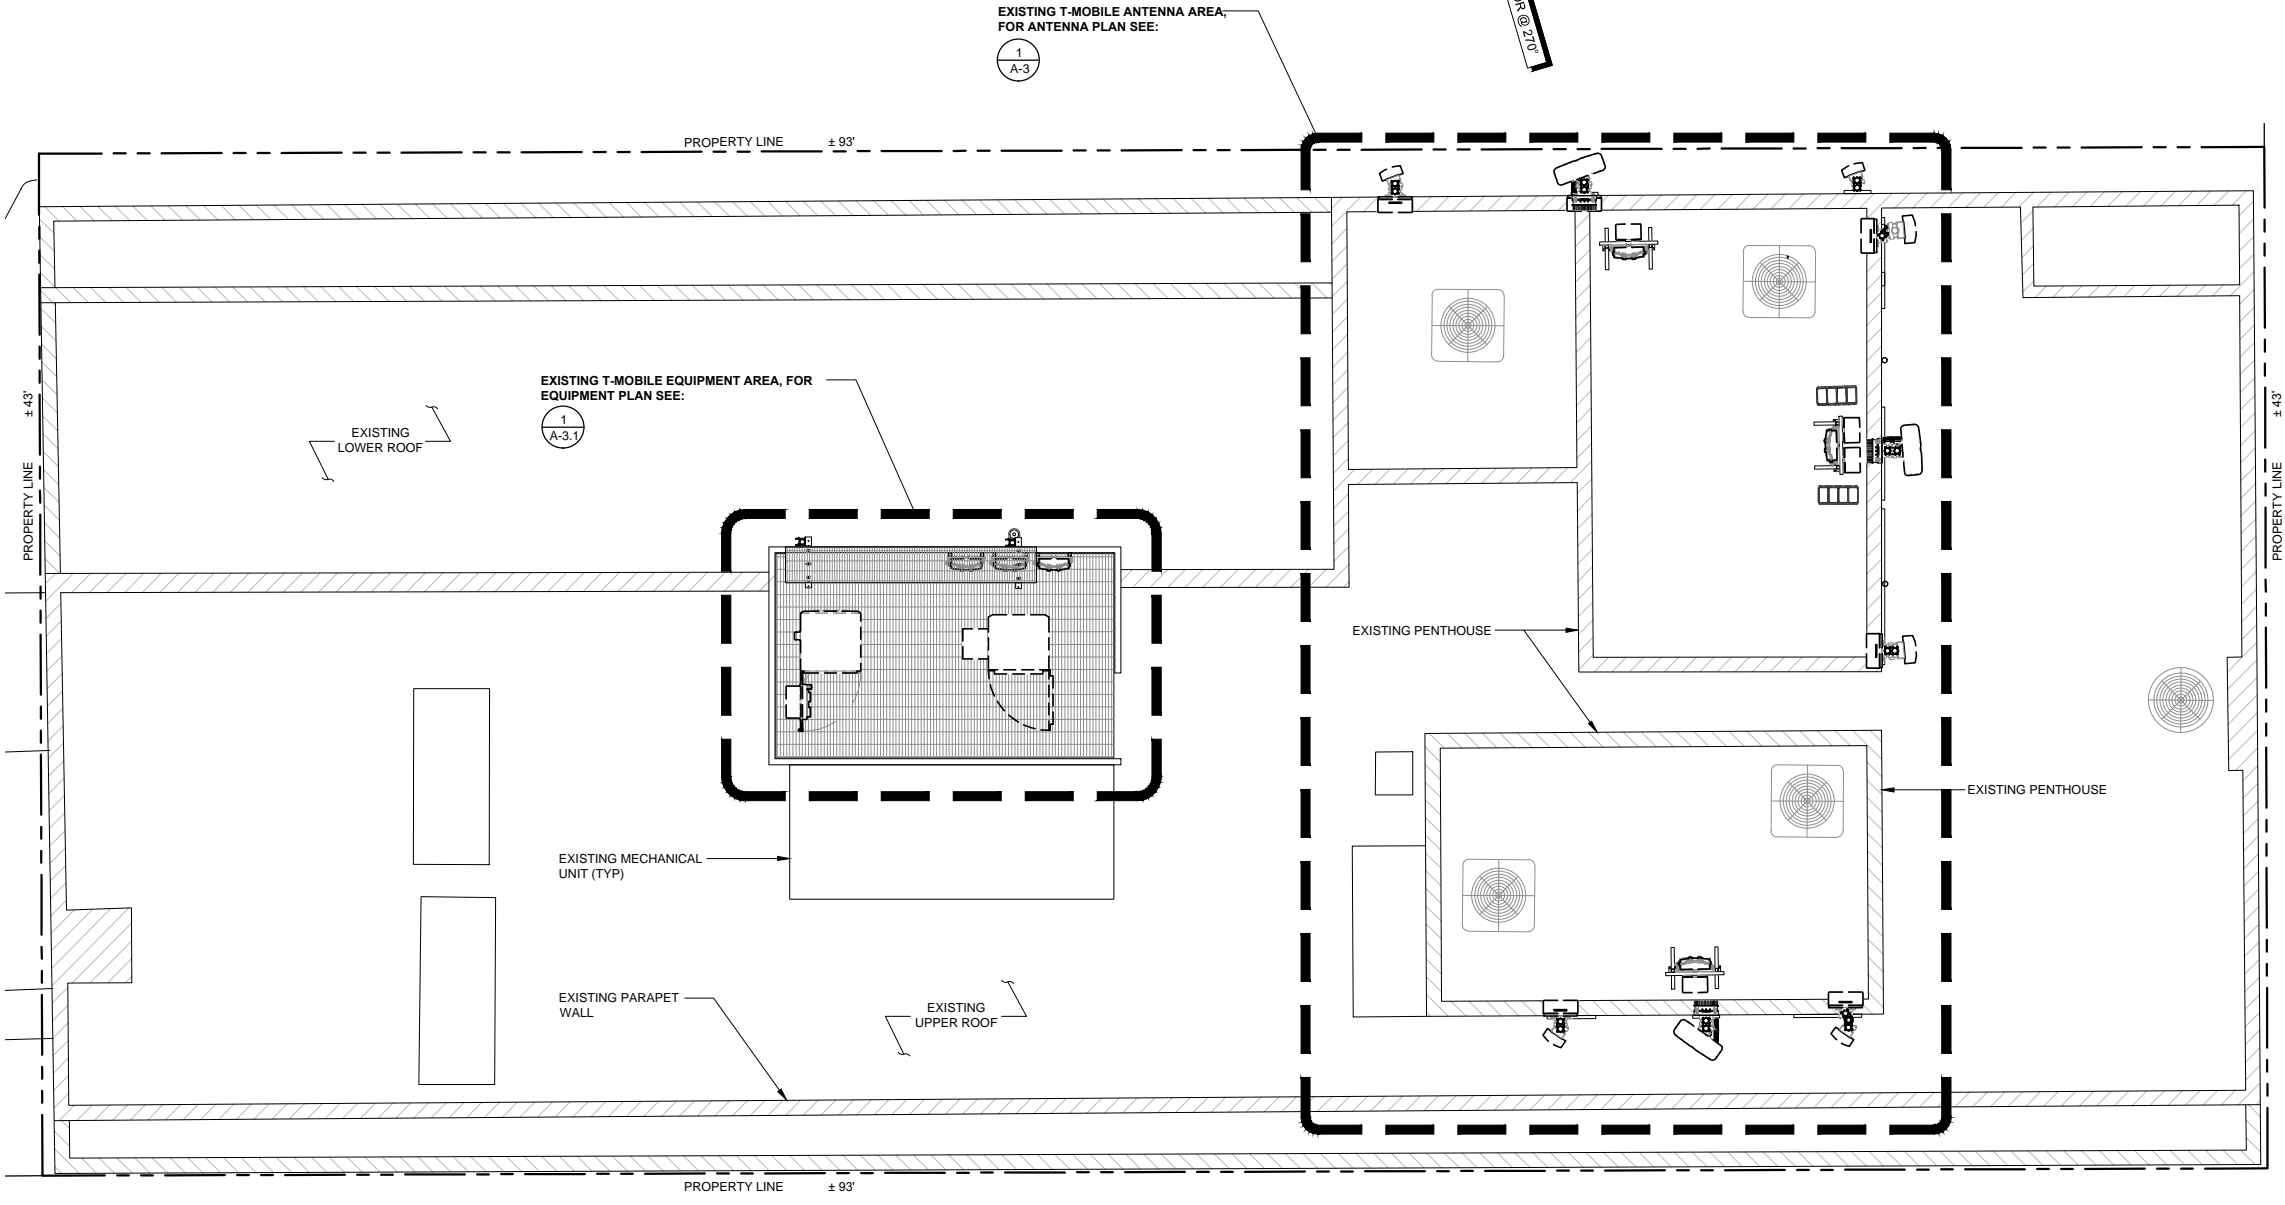 EXISTING T-MOBILE ANTENNA AREA,
FOR ANTENNA PLAN SEE:
1
A-3
@ 270°
PROPERTY LINE ± 93'
EXISTING T-MOBILE EQUIPMENT AREA, FOR
EQUIPMENT PLAN SEE:
1
A-3.1
EXISTING
LOWER ROOF
PROPERTY LINE ± 43'
PROPERTY LINE ± 43'
EXISTING PENTHOUSE
EXISTING PENTHOUSE
EXISTING MECHANICAL
UNIT (TYP)
EXISTING PARAPET
WALL
EXISTING
UPPER ROOF
PROPERTY LINE ± 93'